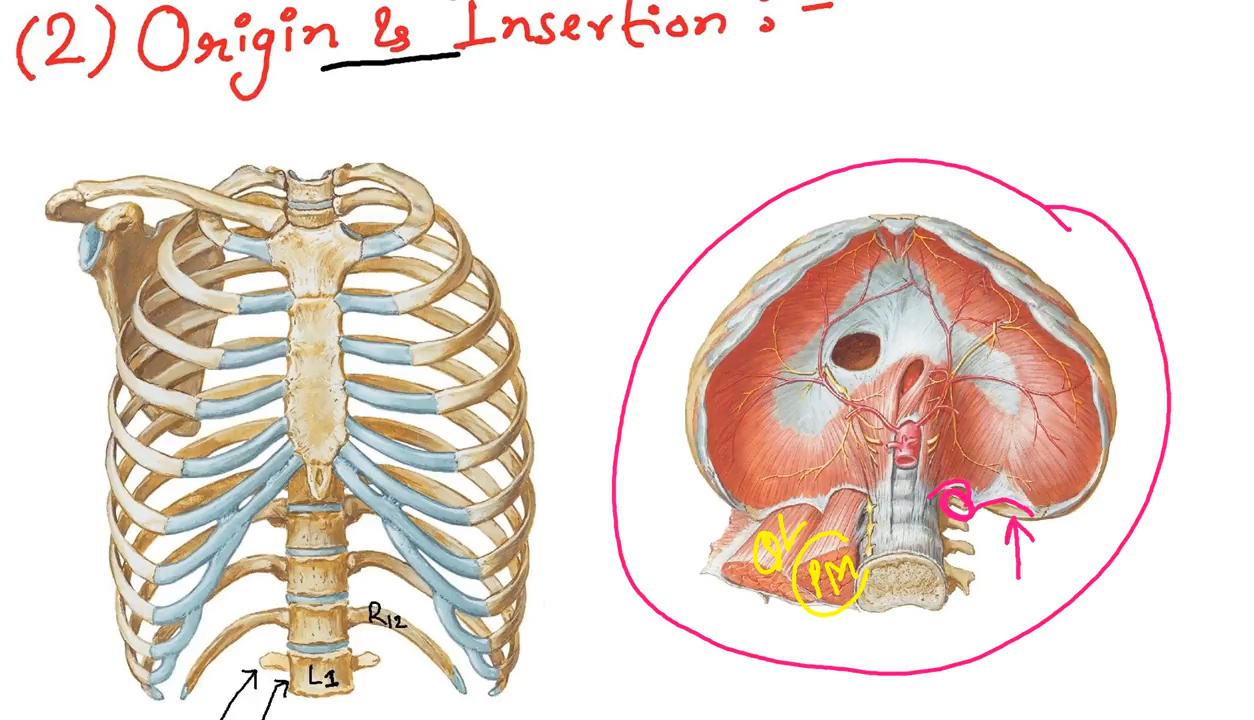 (2) Origin & Insertion :-
QL
PM
R12
L1